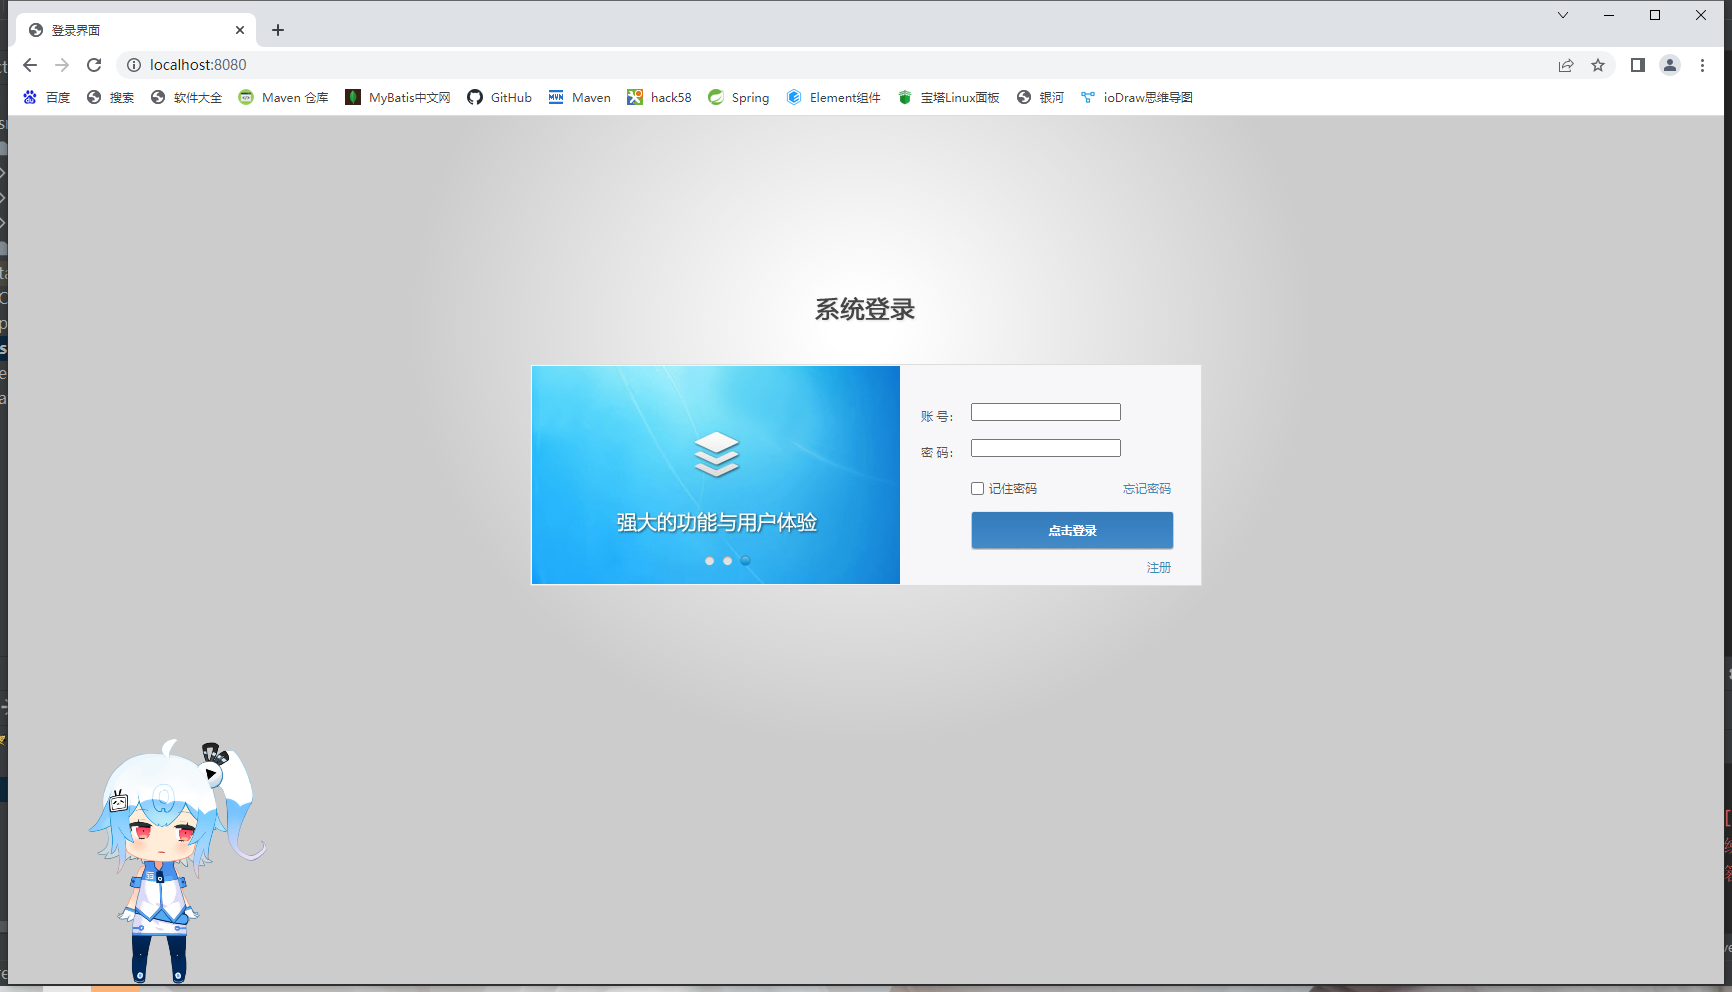 登录界面
localhost:8080
百度 搜索 软件大全 Maven 仓库 MyBatis中文网 GitHub Maven hack58 Spring Element组件 宝塔Linux面板 银河 ioDraw思维导图
系统登录
强大的功能与用户体验
账 号:
密 码:
记住密码 忘记密码
点击登录
注册